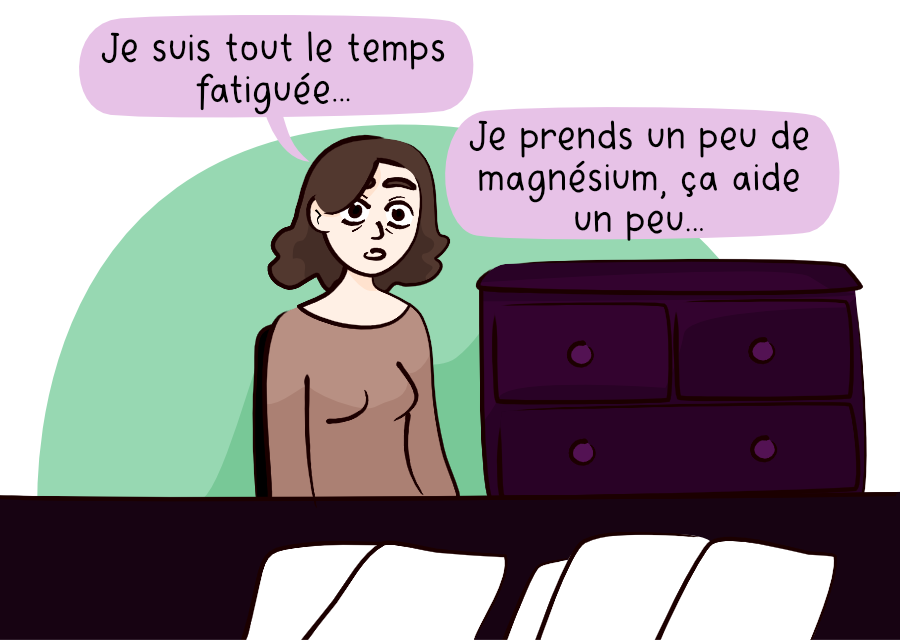 Je suis tout le temps
fatiguée...
Je prends un peu de
magnésium, ça aide
un peu...